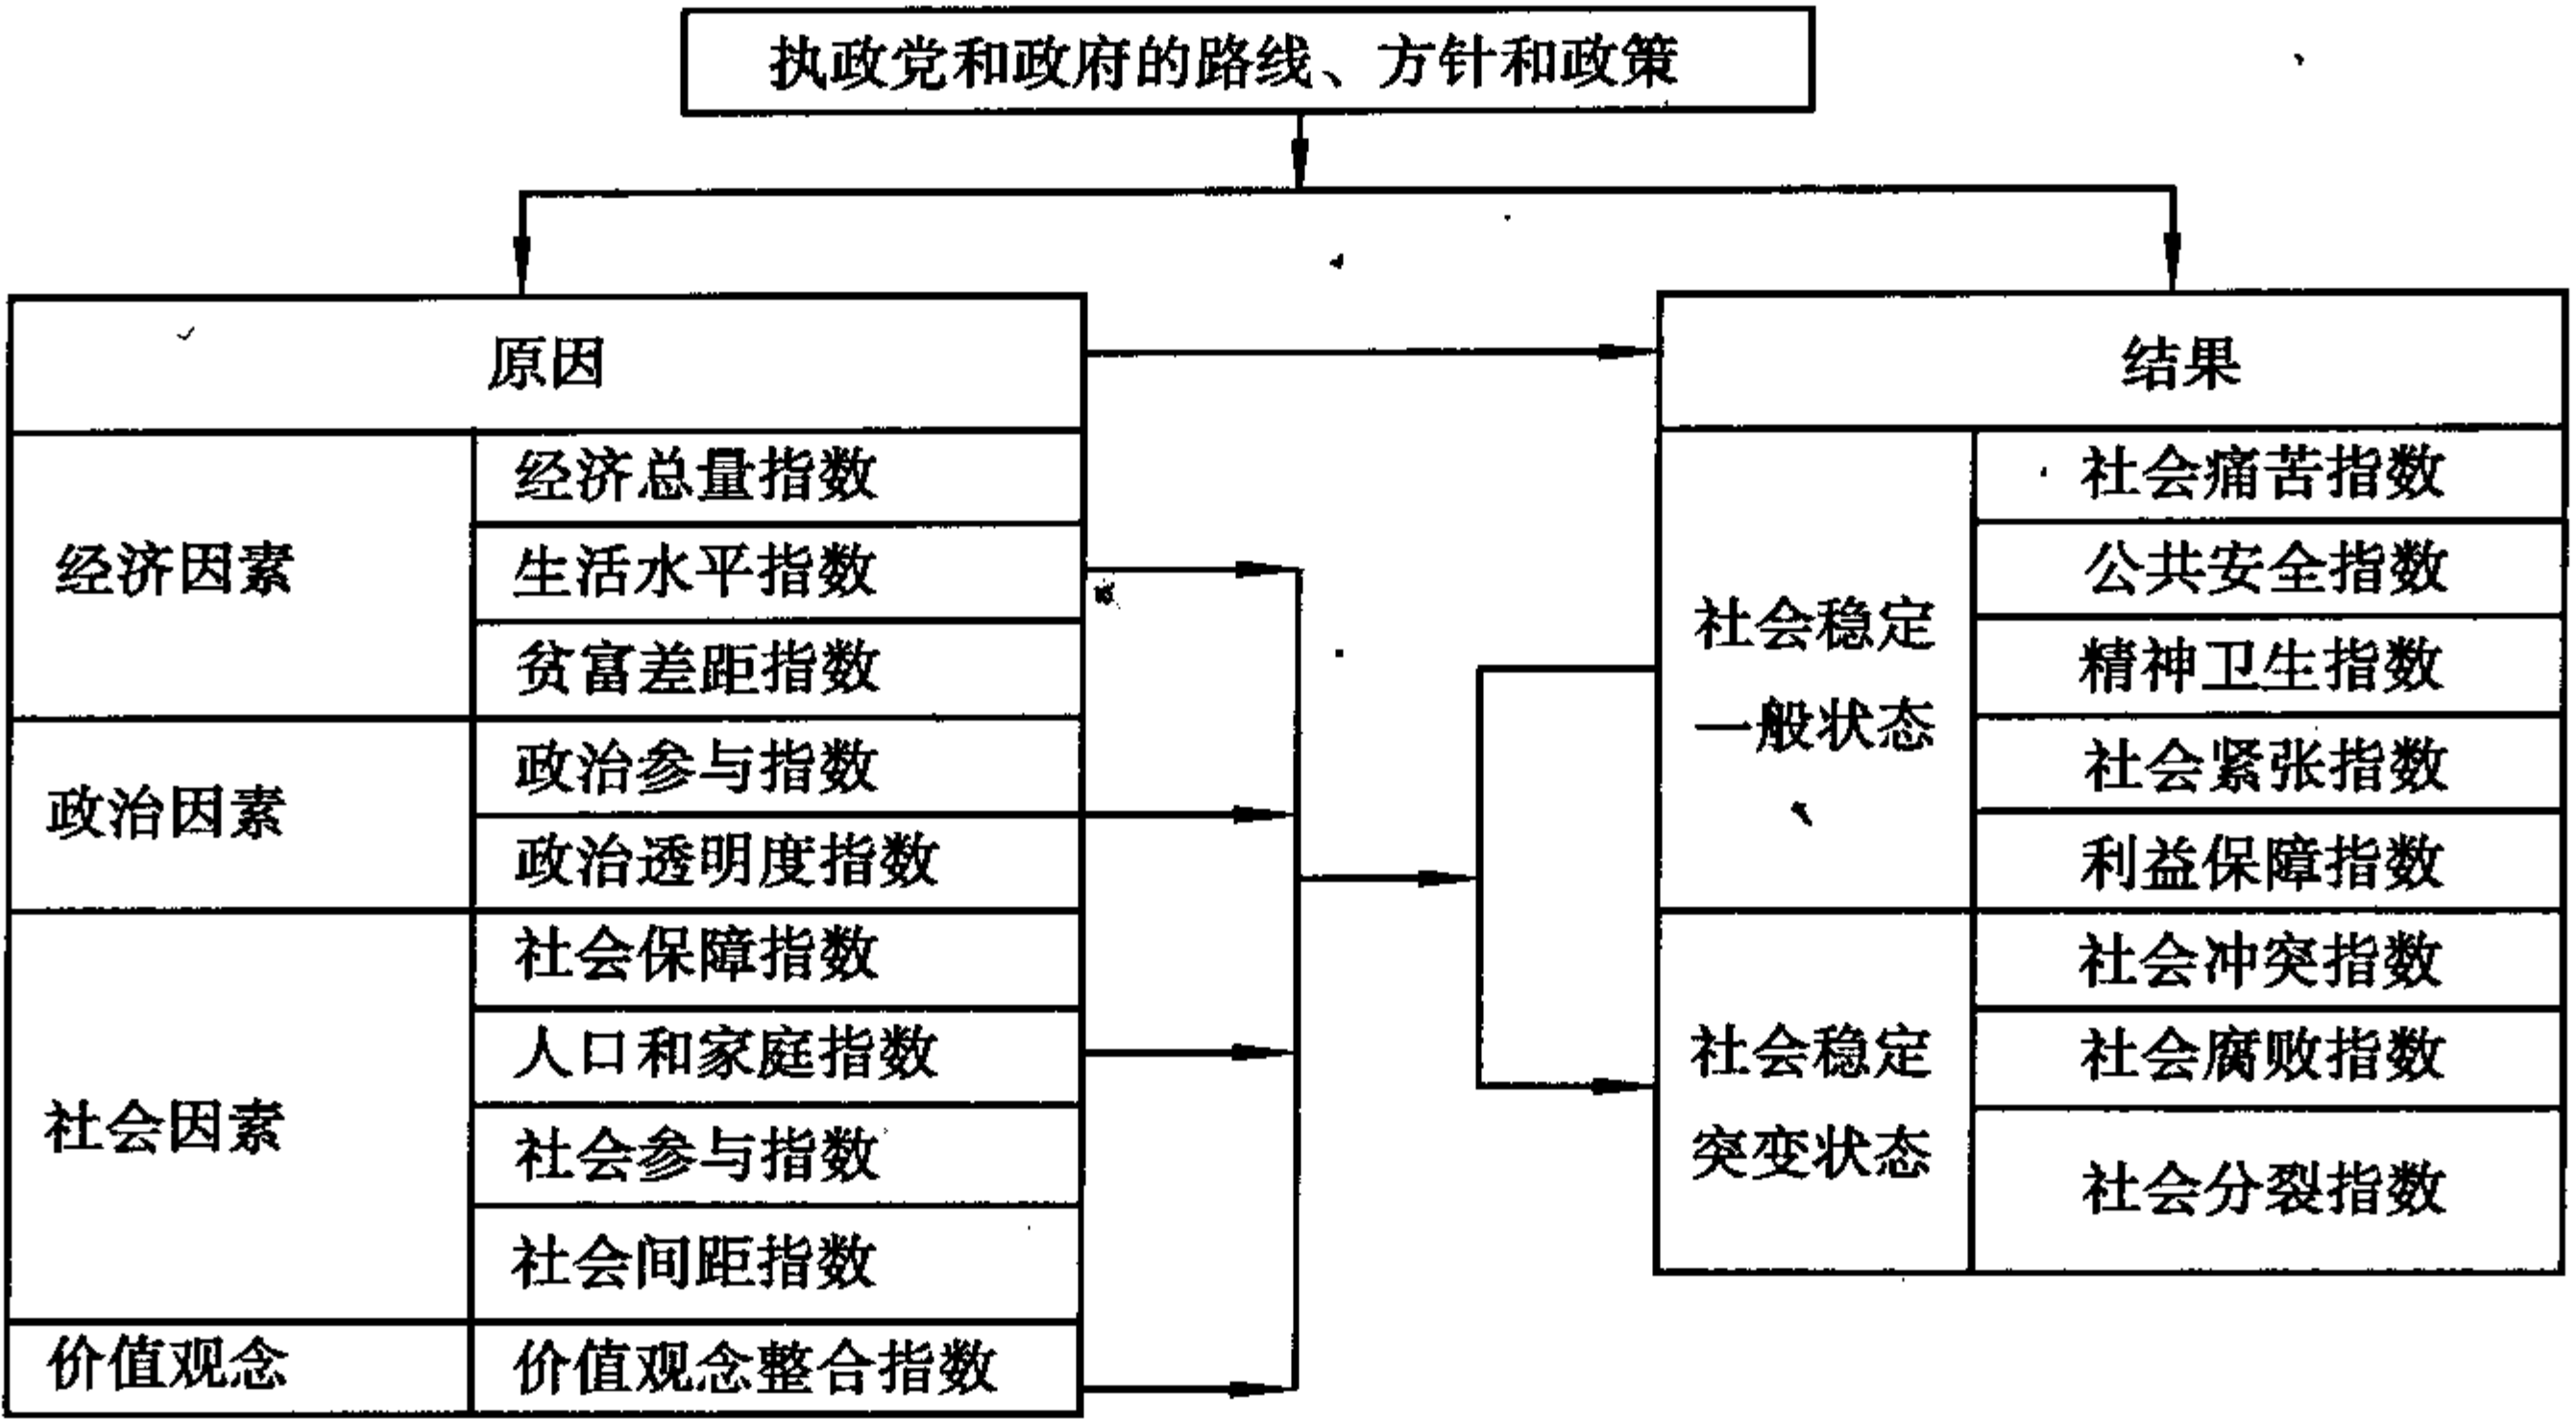 执政党和政府的路线、方针和政策
原因
经济因素
经济总量指数
生活水平指数
贫富差距指数
政治因素
政治参与指数
政治透明度指数
社会因素
社会保障指数
人口和家庭指数
社会参与指数
社会间距指数
价值观念
价值观念整合指数
结果
社会稳定
一般状态
社会痛苦指数
公共安全指数
精神卫生指数
社会紧张指数
利益保障指数
社会稳定
突变状态
社会冲突指数
社会腐败指数
社会分裂指数